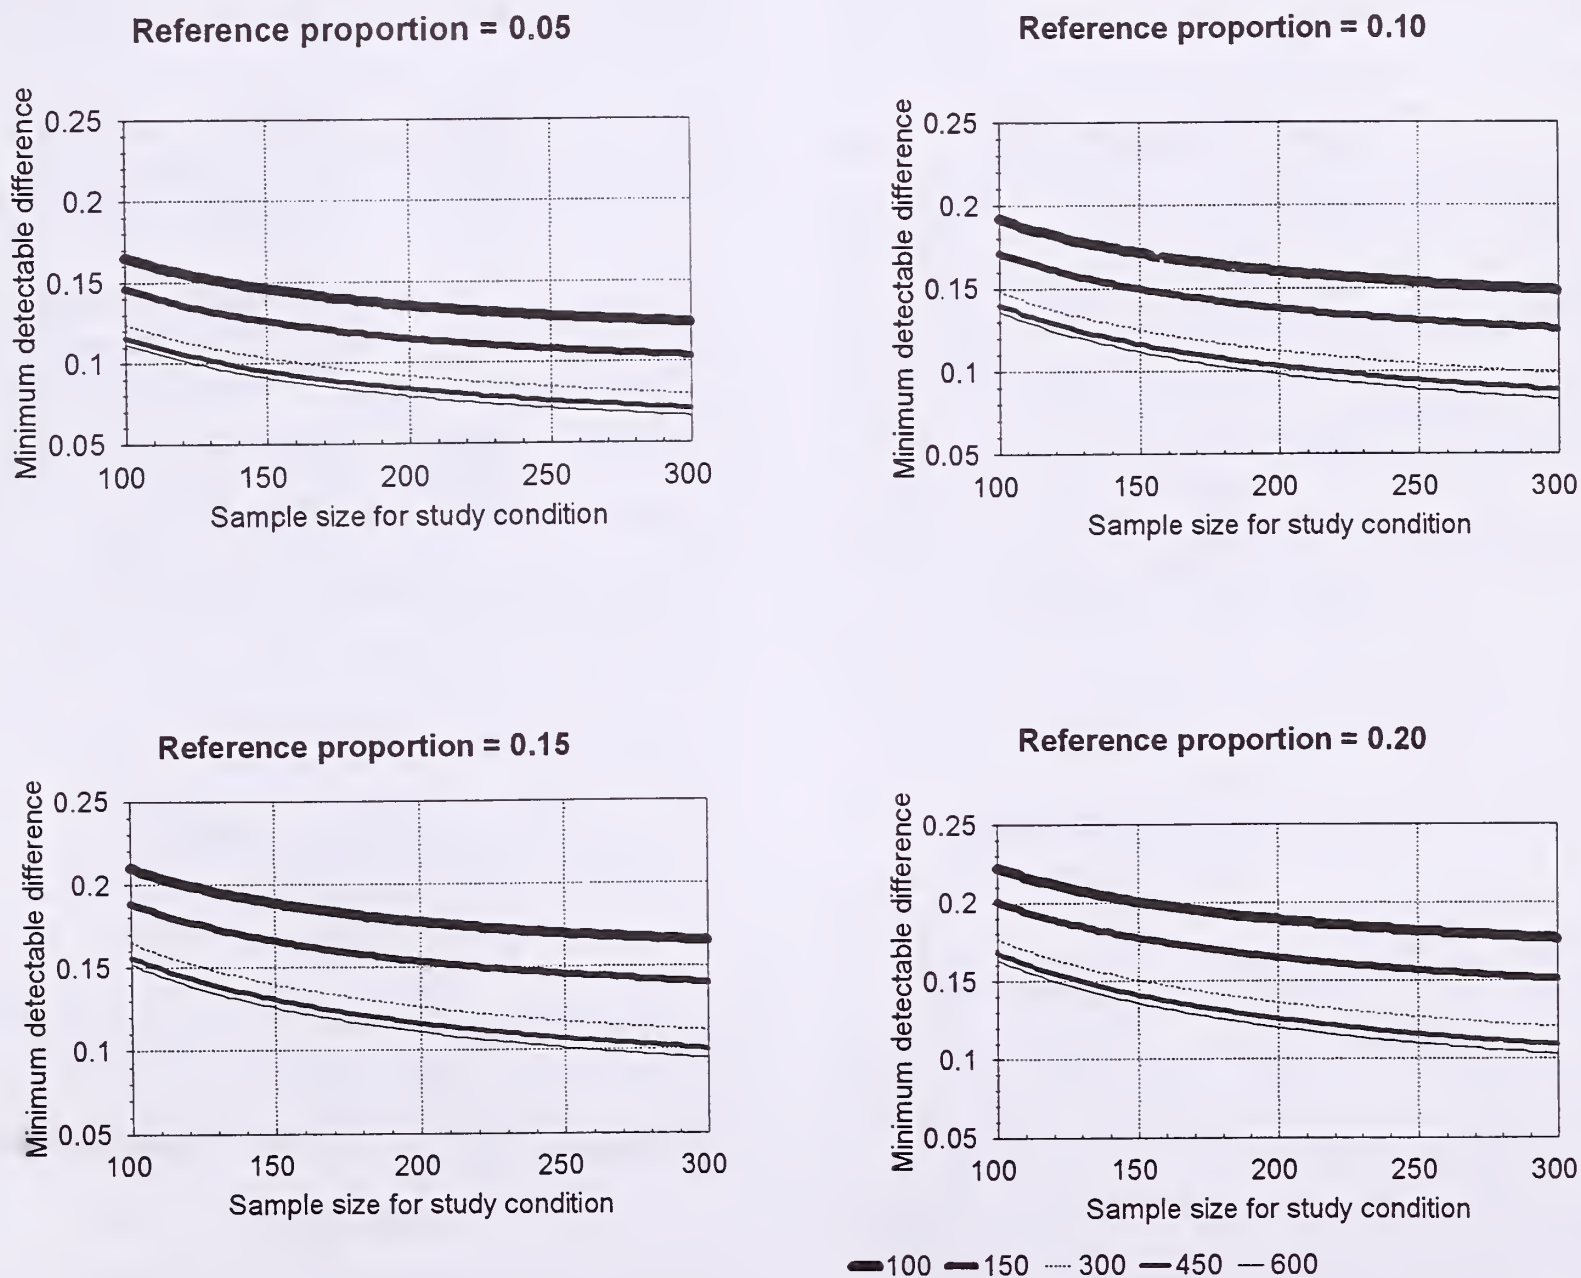 Reference proportion = 0.05
Minimum detectable difference
0.25
0.2
0.15
0.1
0.05
100 150 200 250 300
Sample size for study condition
Reference proportion = 0.10
Minimum detectable difference
0.25
0.2
0.15
0.1
0.05
100 150 200 250 300
Sample size for study condition
Reference proportion = 0.15
Minimum detectable difference
0.25
0.2
0.15
0.1
0.05
100 150 200 250 300
Sample size for study condition
Reference proportion = 0.20
Minimum detectable difference
0.25
0.2
0.15
0.1
0.05
100 150 200 250 300
Sample size for study condition
100 150 300 450 600